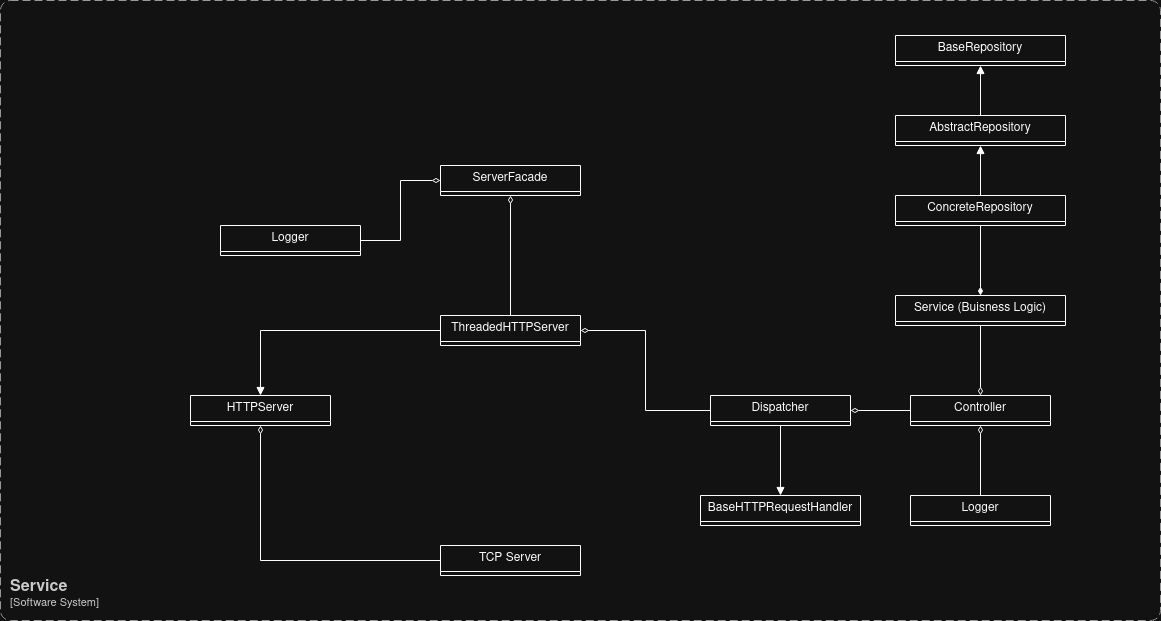 BaseRepository
AbstractRepository
ServerFacade
ConcreteRepository
Logger
Service (Buisness Logic)
ThreadedHTTPServer
HTTPServer
Dispatcher
Controller
BaseHTTPRequestHandler
Logger
TCP Server
Service
[Software System]